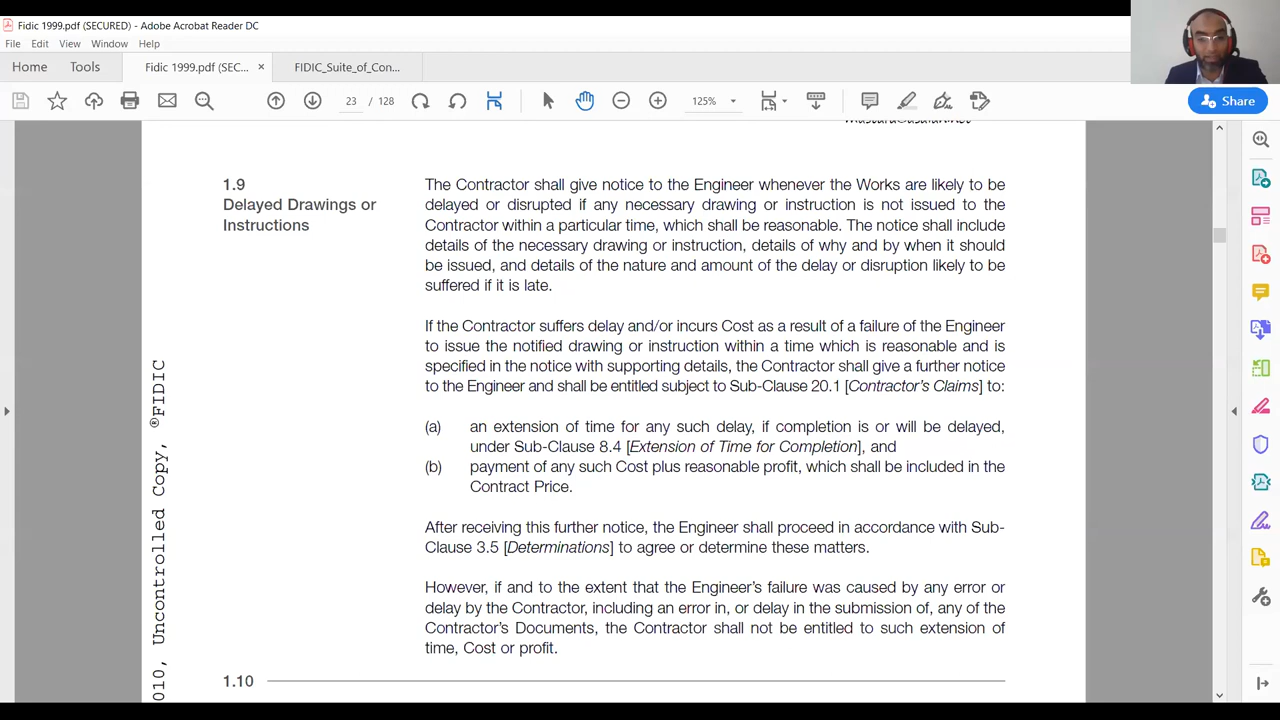 Fidic 1999.pdf (SECURED) - Adobe Acrobat Reader DC
File Edit View Window Help
Home Tools Fidic 1999.pdf (SEC... × FIDIC_Suite_of_Con...
23 / 128 125% Share
1.9
Delayed Drawings or
Instructions
The Contractor shall give notice to the Engineer whenever the Works are likely to be
delayed or disrupted if any necessary drawing or instruction is not issued to the
Contractor within a particular time, which shall be reasonable. The notice shall include
details of the necessary drawing or instruction, details of why and by when it should
be issued, and details of the nature and amount of the delay or disruption likely to be
suffered if it is late.
If the Contractor suffers delay and/or incurs Cost as a result of a failure of the Engineer
to issue the notified drawing or instruction within a time which is reasonable and is
specified in the notice with supporting details, the Contractor shall give a further notice
to the Engineer and shall be entitled subject to Sub-Clause 20.1 [Contractor's Claims] to:
(a) an extension of time for any such delay, if completion is or will be delayed,
under Sub-Clause 8.4 [Extension of Time for Completion], and
(b) payment of any such Cost plus reasonable profit, which shall be included in the
Contract Price.
After receiving this further notice, the Engineer shall proceed in accordance with Sub-
Clause 3.5 [Determinations] to agree or determine these matters.
However, if and to the extent that the Engineer's failure was caused by any error or
delay by the Contractor, including an error in, or delay in the submission of, any of the
Contractor's Documents, the Contractor shall not be entitled to such extension of
time, Cost or profit.
1.10
010, Uncontrolled Copy, ®FIDIC